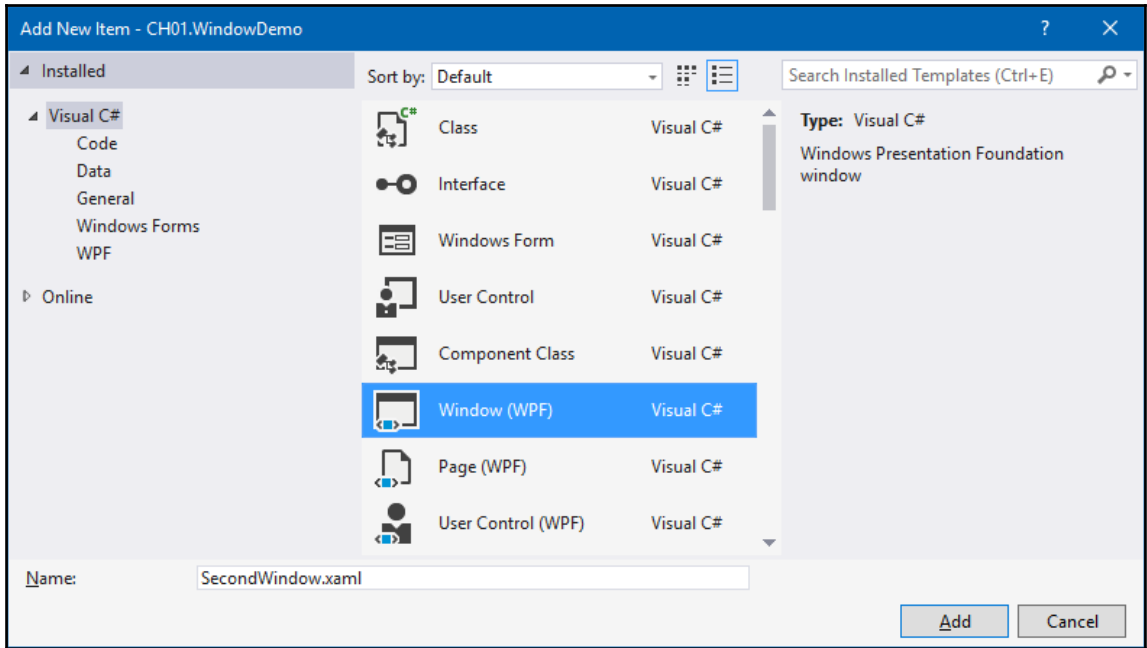 Add New Item - CH01.WindowDemo ?
Installed
Sort by: Default
Search Installed Templates (Ctrl+E)
Visual C#
Code
Data
General
Windows Forms
WPF
Online
C#
Class Visual C#
Interface Visual C#
Windows Form Visual C#
User Control Visual C#
Component Class Visual C#
Window (WPF) Visual C#
Page (WPF) Visual C#
User Control (WPF) Visual C#
Type: Visual C#
Windows Presentation Foundation
window
Name: SecondWindow.xaml
Add Cancel